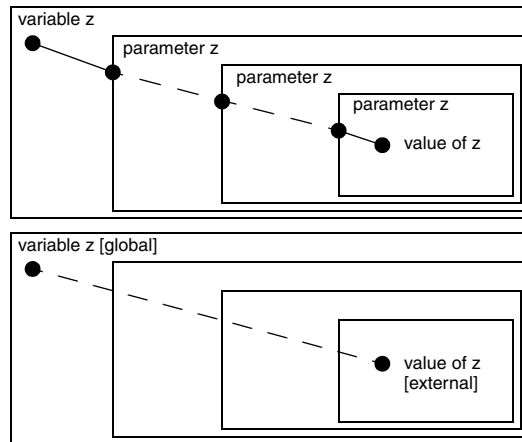 variable z
parameter z
parameter z
parameter z
value of z
variable z [global]
value of z
[external]